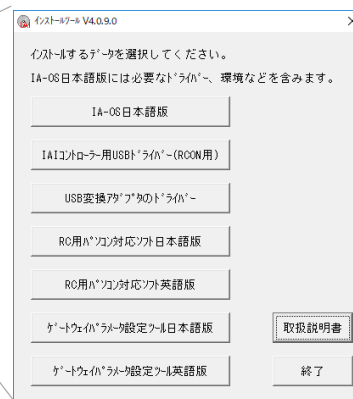 ｲﾝｽﾄｰﾙﾂｰﾙ V4.0.9.0
ｲﾝｽﾄｰﾙするﾃﾞｰﾀを選択してください。
IA-OS日本語版には必要なﾄﾞﾗｲﾊﾞｰ、環境などを含みます。
IA-OS日本語版
IAIｺﾝﾄﾛｰﾗｰ用USBﾄﾞﾗｲﾊﾞｰ(RCON用)
USB変換ｱﾀﾞﾌﾟﾀのﾄﾞﾗｲﾊﾞｰ
RC用ﾊﾟｿｺﾝ対応ｿﾌﾄ日本語版
RC用ﾊﾟｿｺﾝ対応ｿﾌﾄ英語版
ｹﾞｰﾄｳｪｲﾊﾟﾗﾒｰﾀ設定ﾂｰﾙ日本語版
取扱説明書
ｹﾞｰﾄｳｪｲﾊﾟﾗﾒｰﾀ設定ﾂｰﾙ英語版
終了